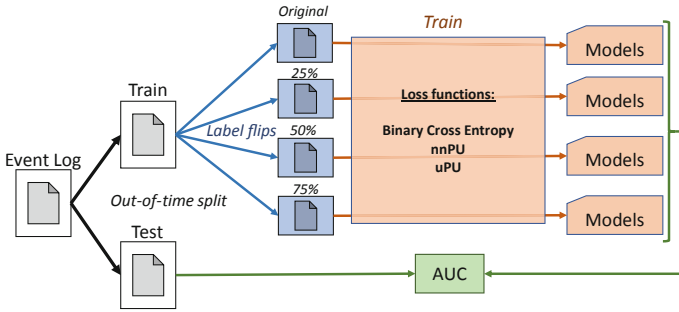 Original
Train
Models
25%
Train
Loss functions:
Models
Label flips
50%
Binary Cross Entropy
nnPU
uPU
Models
Event Log
75%
Out-of-time split
Models
Test
AUC